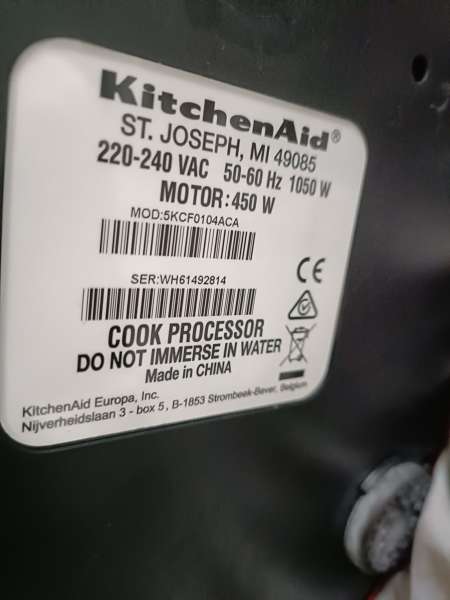 KitchenAid®
ST. JOSEPH, MI 49085
220-240 VAC 50-60 Hz 1050 W
MOTOR: 450 W
MOD:5KCF0104ACA
SER:WH61492814
CE
COOK PROCESSOR
DO NOT IMMERSE IN WATER
Made in CHINA
KitchenAid Europa, Inc.
Nijverheidslaan 3 - box 5, B-1853 Strombeek-Bever, Belgium